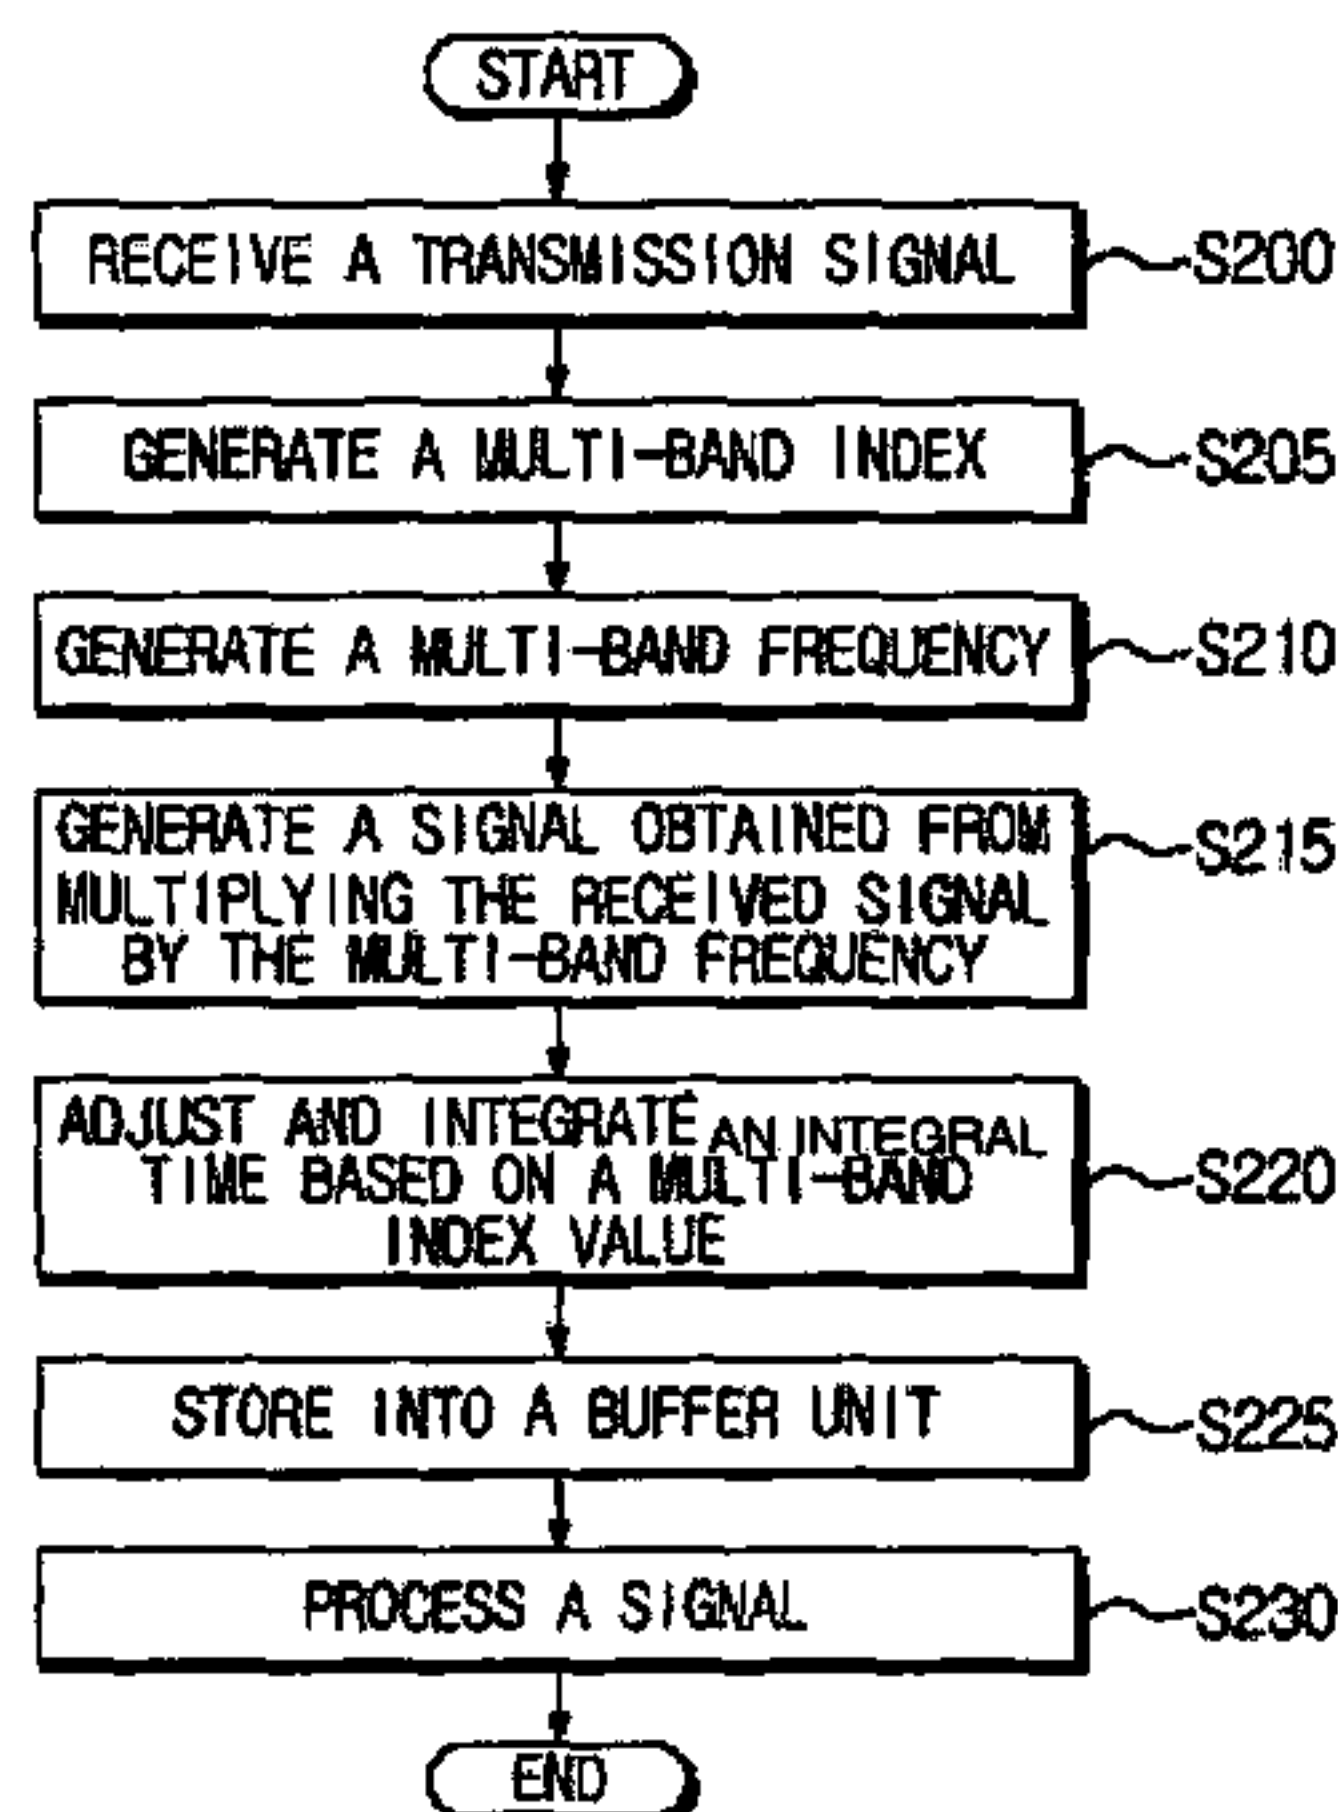 START
RECEIVE A TRANSMISSION SIGNAL
S200
GENERATE A MULTI-BAND INDEX
S205
GENERATE A MULTI-BAND FREQUENCY
S210
GENERATE A SIGNAL OBTAINED FROM
MULTIPLYING THE RECEIVED SIGNAL
BY THE MULTI-BAND FREQUENCY
S215
ADJUST AND INTEGRATE AN INTEGRAL
TIME BASED ON A MULTI-BAND
INDEX VALUE
S220
STORE INTO A BUFFER UNIT
S225
PROCESS A SIGNAL
S230
END